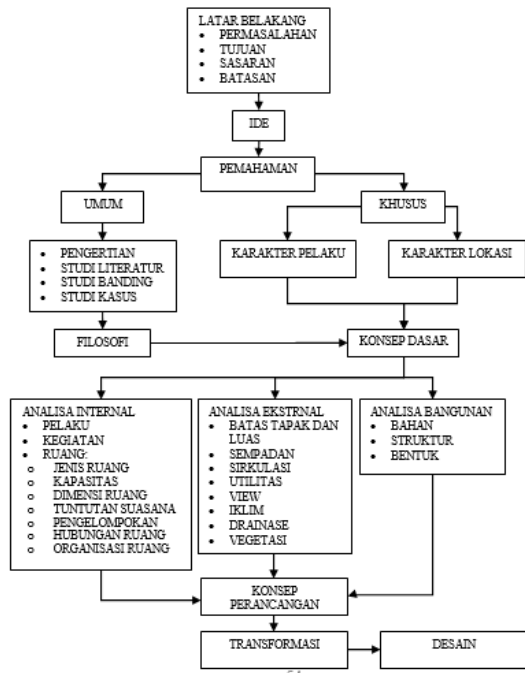 LATAR BELAKANG
• PERMASALAHAN
• TUJUAN
• SASARAN
• BATASAN
IDE
PEMAHAMAN
UMUM
KHUSUS
• PENGERTIAN
• STUDI LITERATUR
• STUDI BANDING
• STUDI KASUS
KARAKTER PELAKU
KARAKTER LOKASI
FILOSOFI
KONSEP DASAR
ANALISA INTERNAL
• PELAKU
• KEGIATAN
• RUANG:
o JENIS RUANG
o KAPASITAS
o DIMENSI RUANG
o TUNTUTAN SUASANA
o PENGELOMPOKAN
o HUBUNGAN RUANG
o ORGANISASI RUANG
ANALISA EKSTRNAL
• BATAS TAPAK DAN
LUAS
• SEMPADAN
• SIRKULASI
• UTILITAS
• VIEW
• IKLIM
• DRAINASE
• VEGETASI
ANALISA BANGUNAN
• BAHAN
• STRUKTUR
• BENTUK
KONSEP
PERANCANGAN
TRANSFORMASI
DESAIN